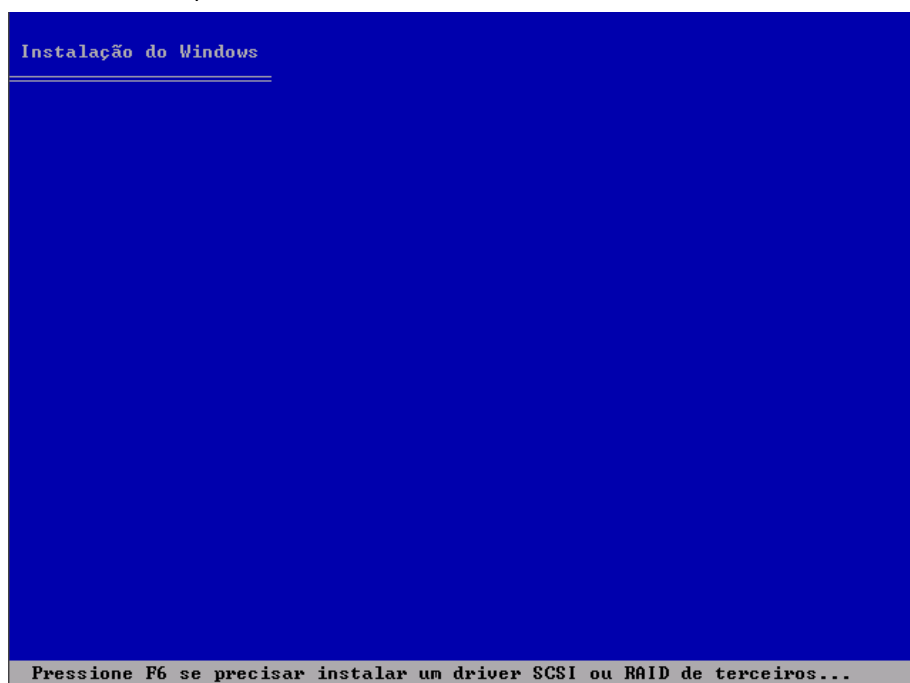 Instalação do Windows
Pressione F6 se precisar instalar um driver SCSI ou RAID de terceiros...